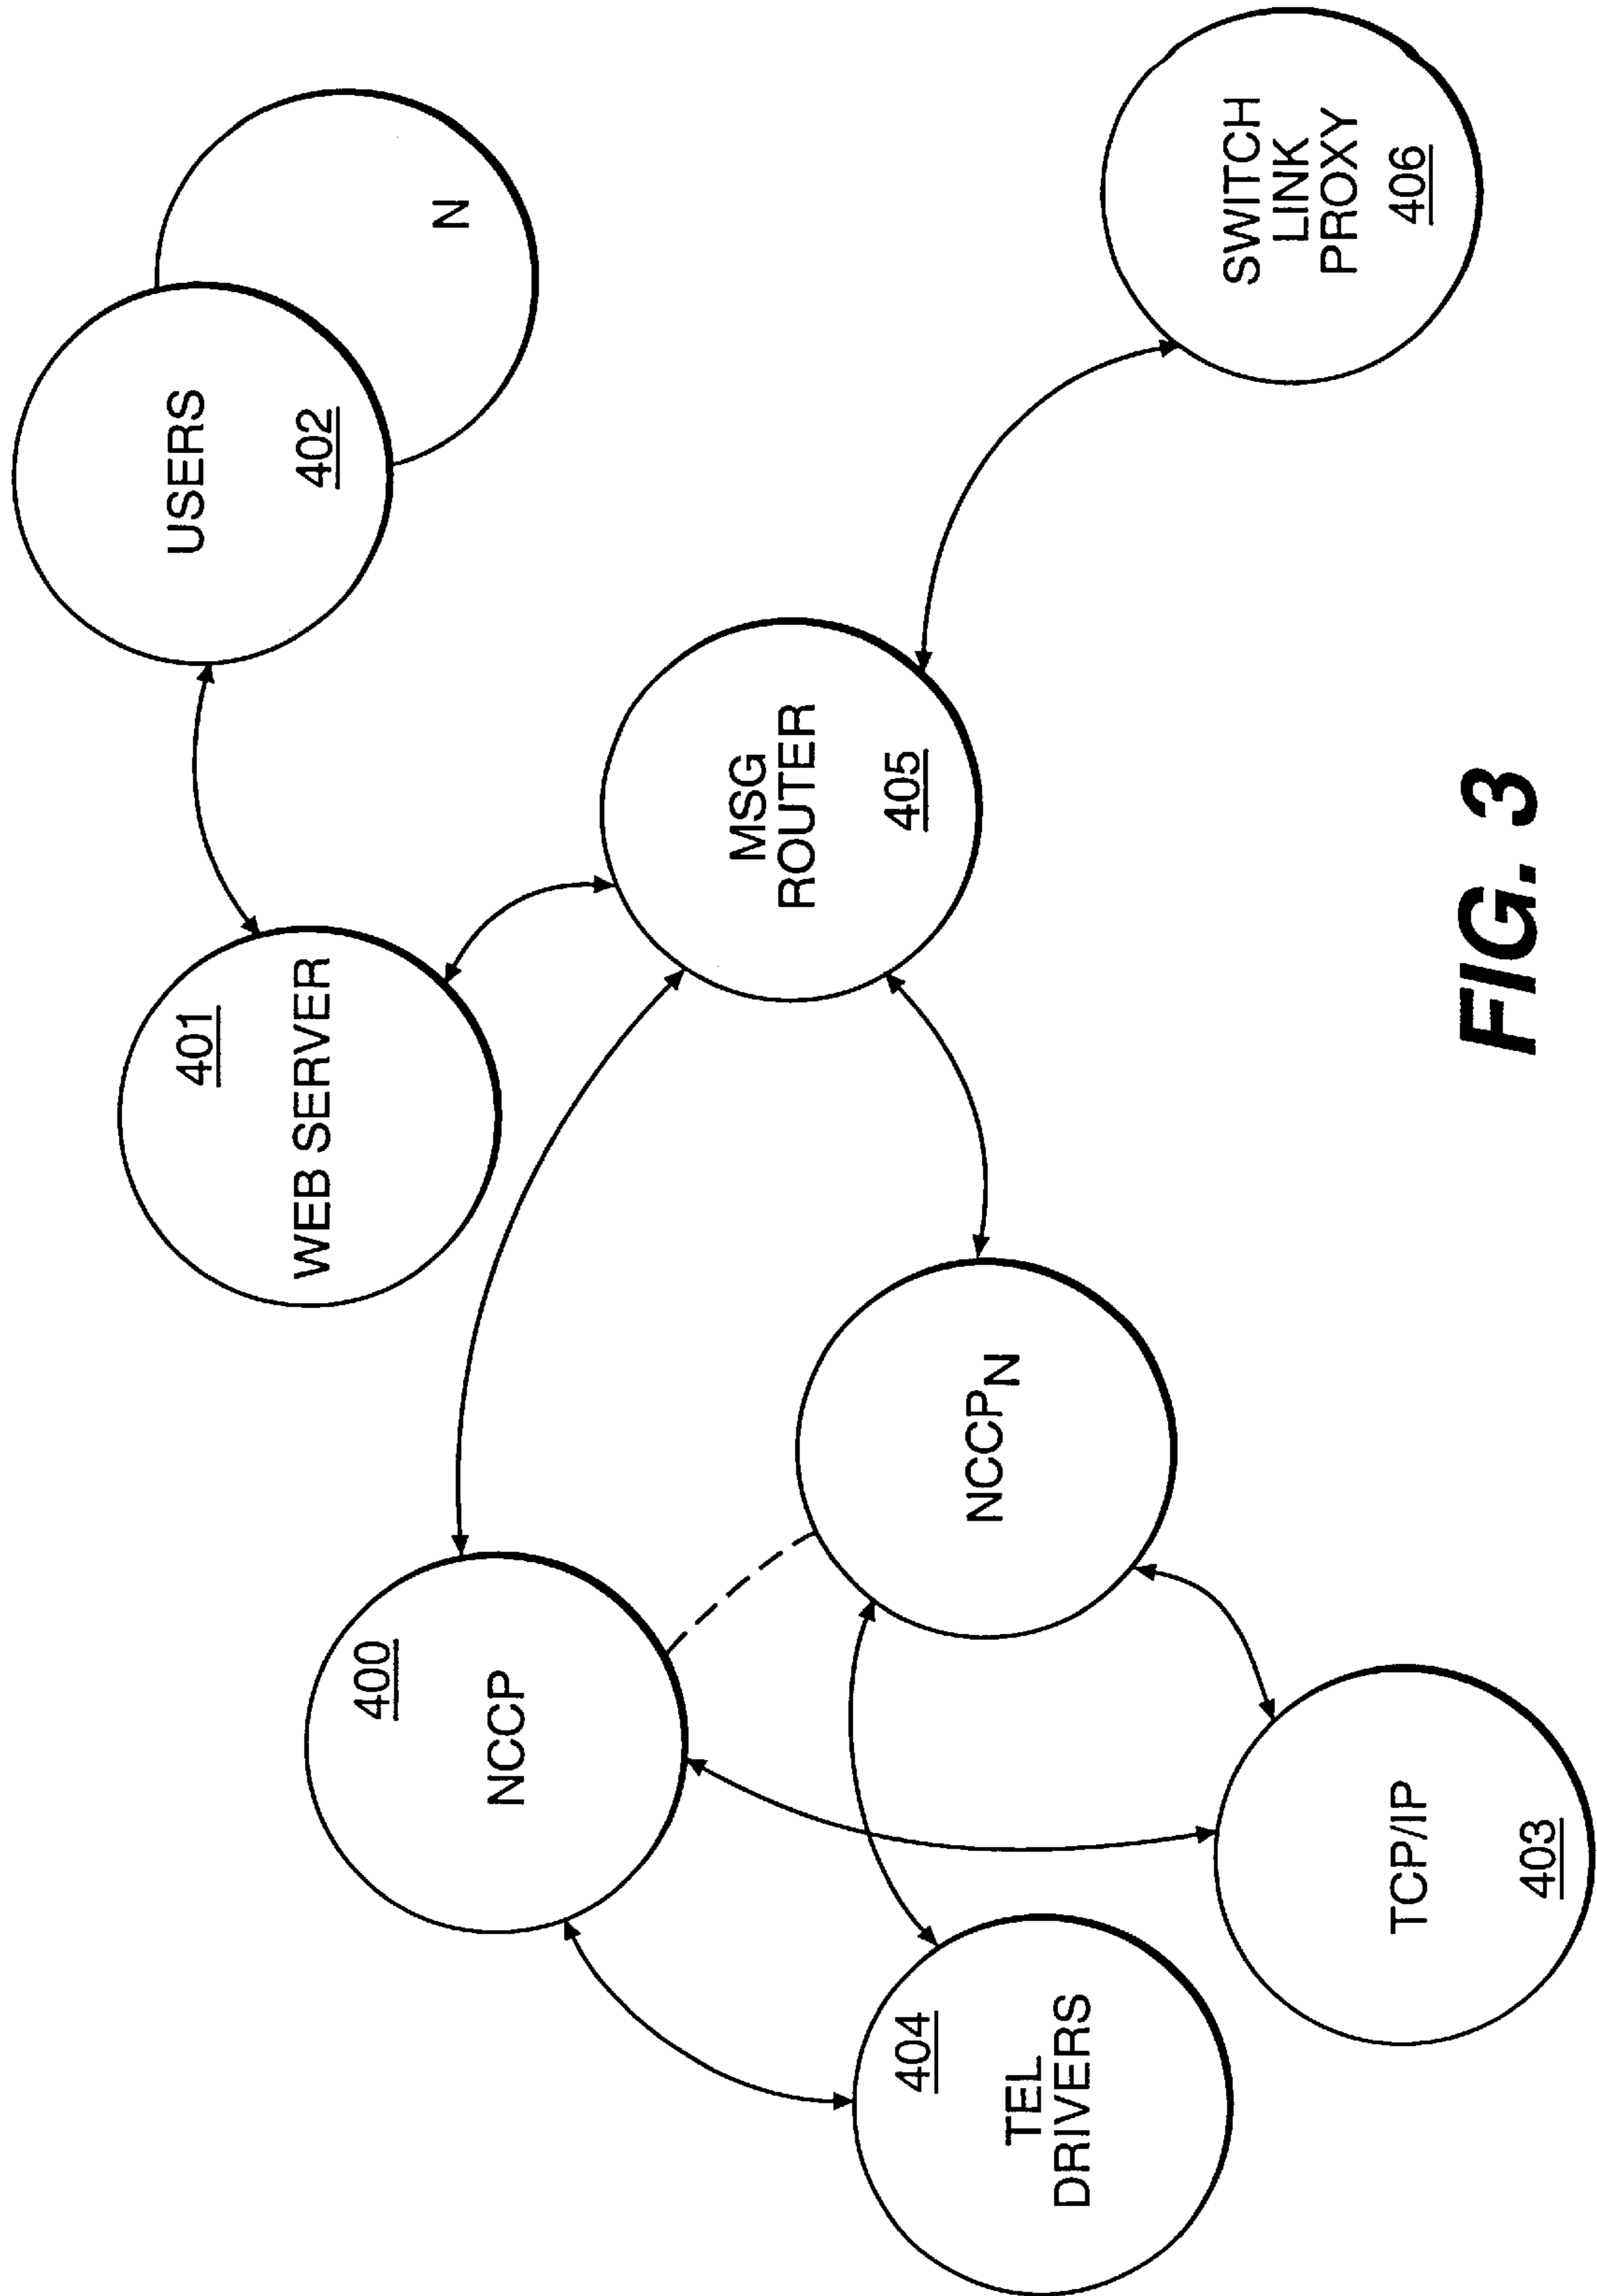 401
WEB SERVER
USERS
402
N
400
NCCP
MSG
ROUTER
405
404
TEL
DRIVERS
NCCPN
SWITCH
LINK
PROXY
406
TCP/IP
403
FIG. 3